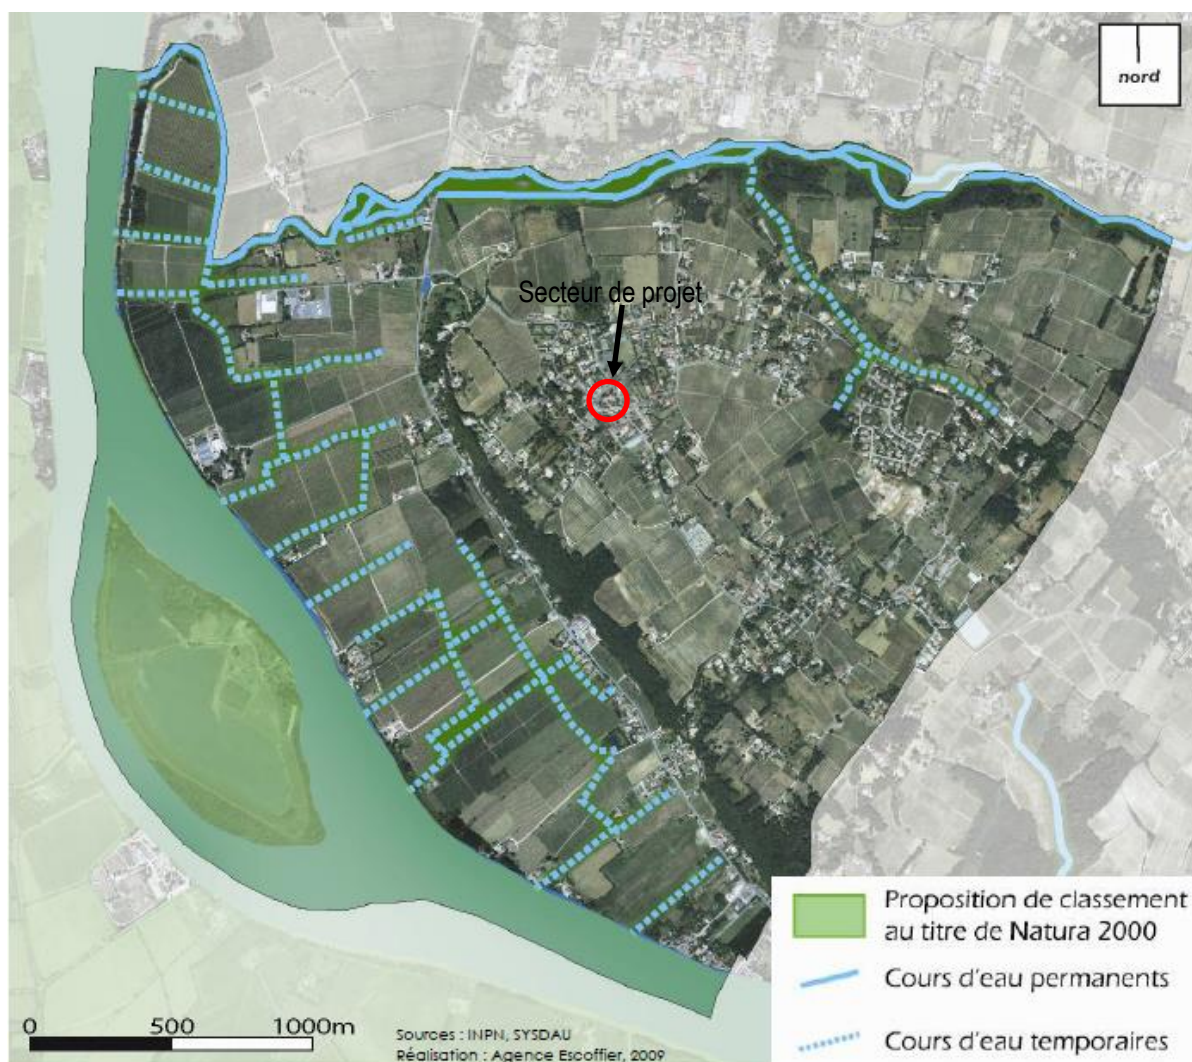 nord
Secteur de projet
Proposition de classement
au titre de Natura 2000
Cours d'eau permanents
Cours d'eau temporaires
0 500 1000m
Sources : INPN, SYSDAU
Réalisation : Agence Escoffier, 2009